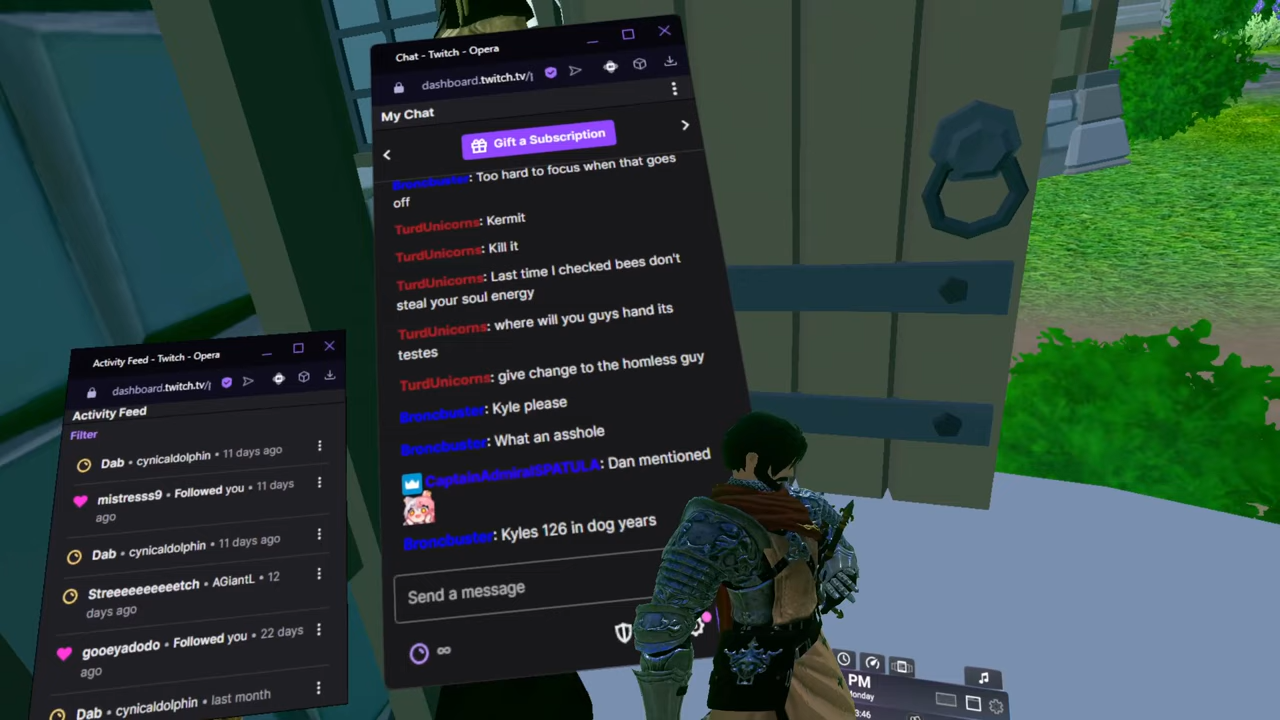 Chat - Twitch - Opera
dashboard.twitch.tv/
My Chat
Gift a Subscription
Broncbuster: Too hard to focus when that goes
off
TurdUnicorns: Kermit
TurdUnicorns: Kill it
TurdUnicorns: Last time I checked bees don't
steal your soul energy
TurdUnicorns: where will you guys hand its
testes
TurdUnicorns: give change to the homless guy
Broncbuster: Kyle please
Broncbuster: What an asshole
CaptainAdmiralSPATULA: Dan mentioned
Broncbuster: Kyles 126 in dog years
Send a message
∞
Activity Feed - Twitch - Opera
dashboard.twitch.tv/
Activity Feed
Filter
Dab • cynicaldolphin • 11 days ago
mistresss9 • Followed you • 11 days
ago
Dab • cynicaldolphin • 11 days ago
Streeeeeeeeetch • AGiantL • 12
days ago
gooeyadodo • Followed you • 22 days
ago
Dab • cynicaldolphin • last month
PM
Monday
3:46